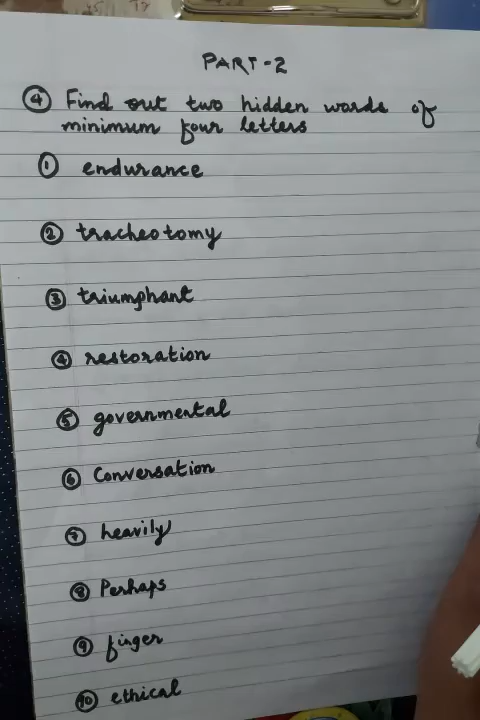 PART-2
④ Find out two hidden words of
minimum four letters
① endurance
② tracheotomy
③ triumphant
④ restoration
⑤ governmental
⑥ Conversation
⑦ heavily
⑧ Perhaps
⑨ finger
⑩ ethical